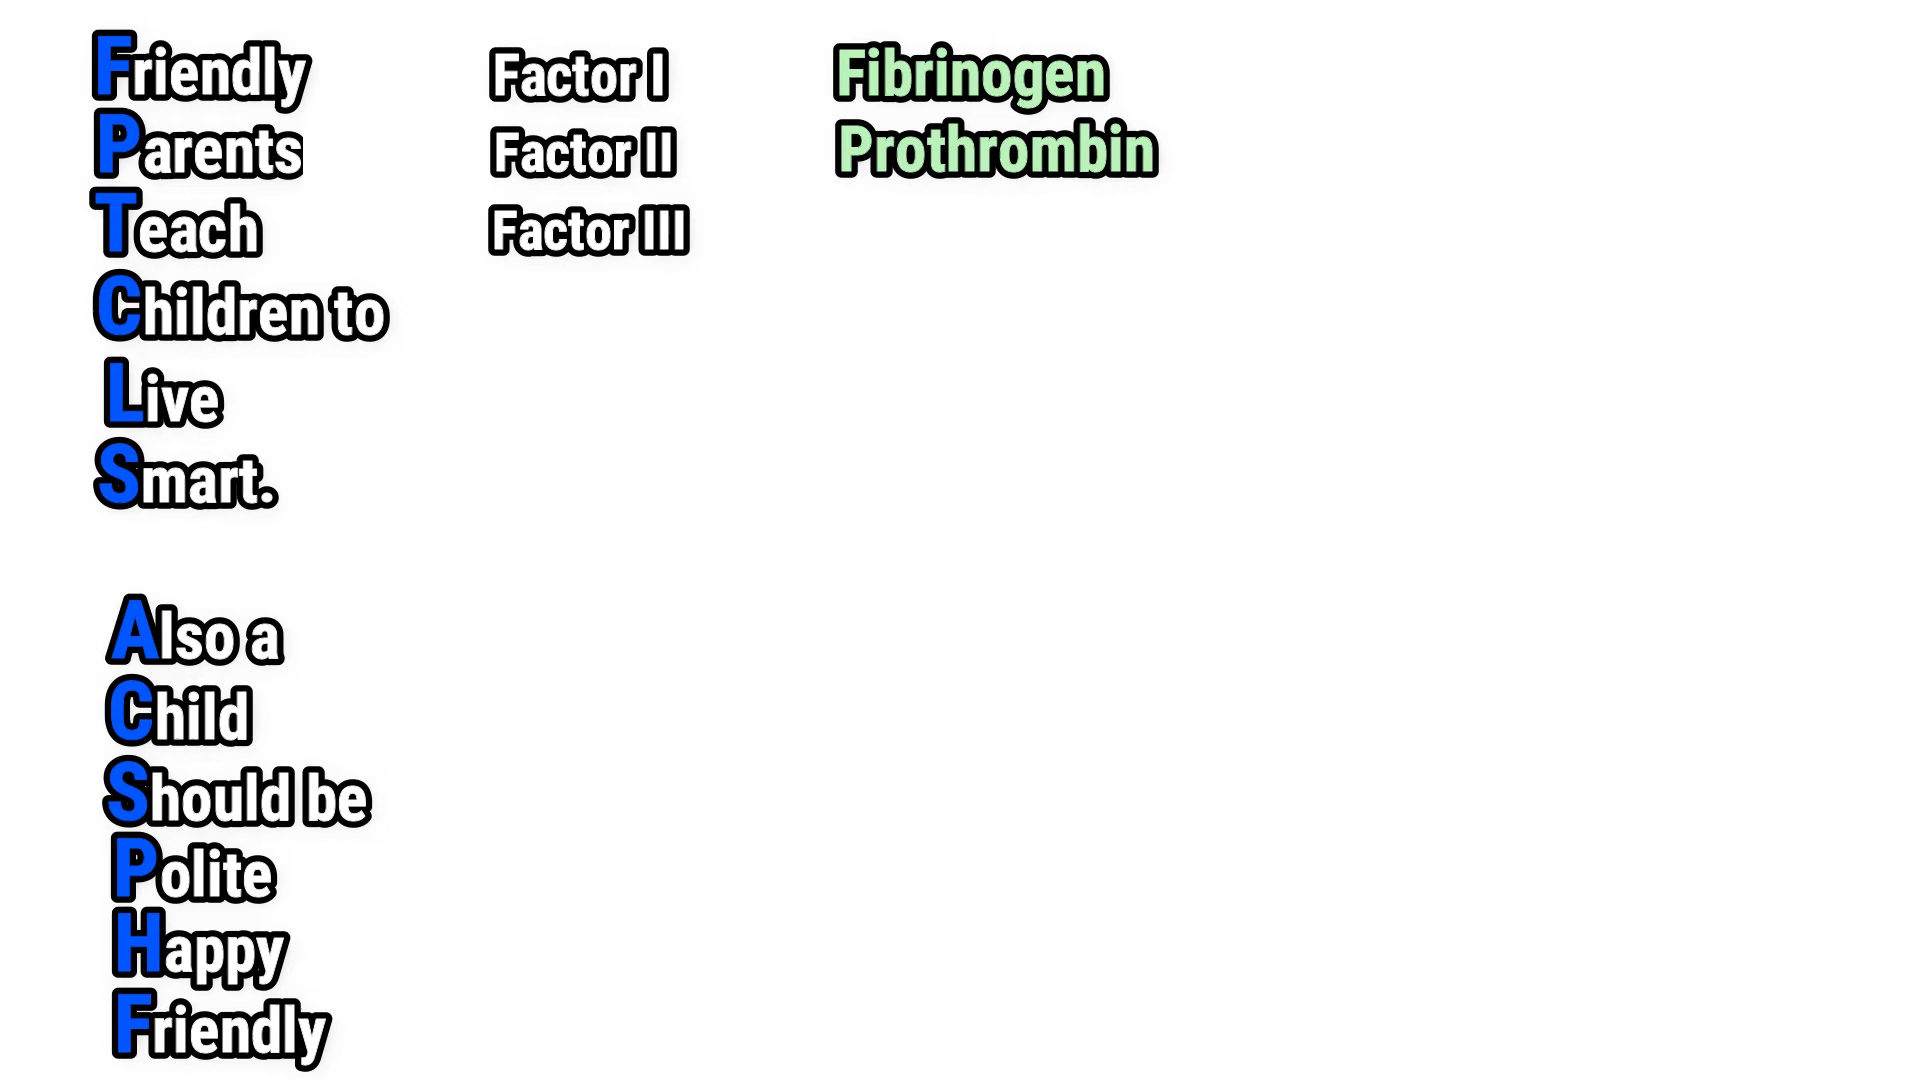 Friendly Factor I Fibrinogen
Parents Factor II Prothrombin
Teach Factor III
Children to
Live
Smart.
Also a
Child
Should be
Polite
Happy
Friendly